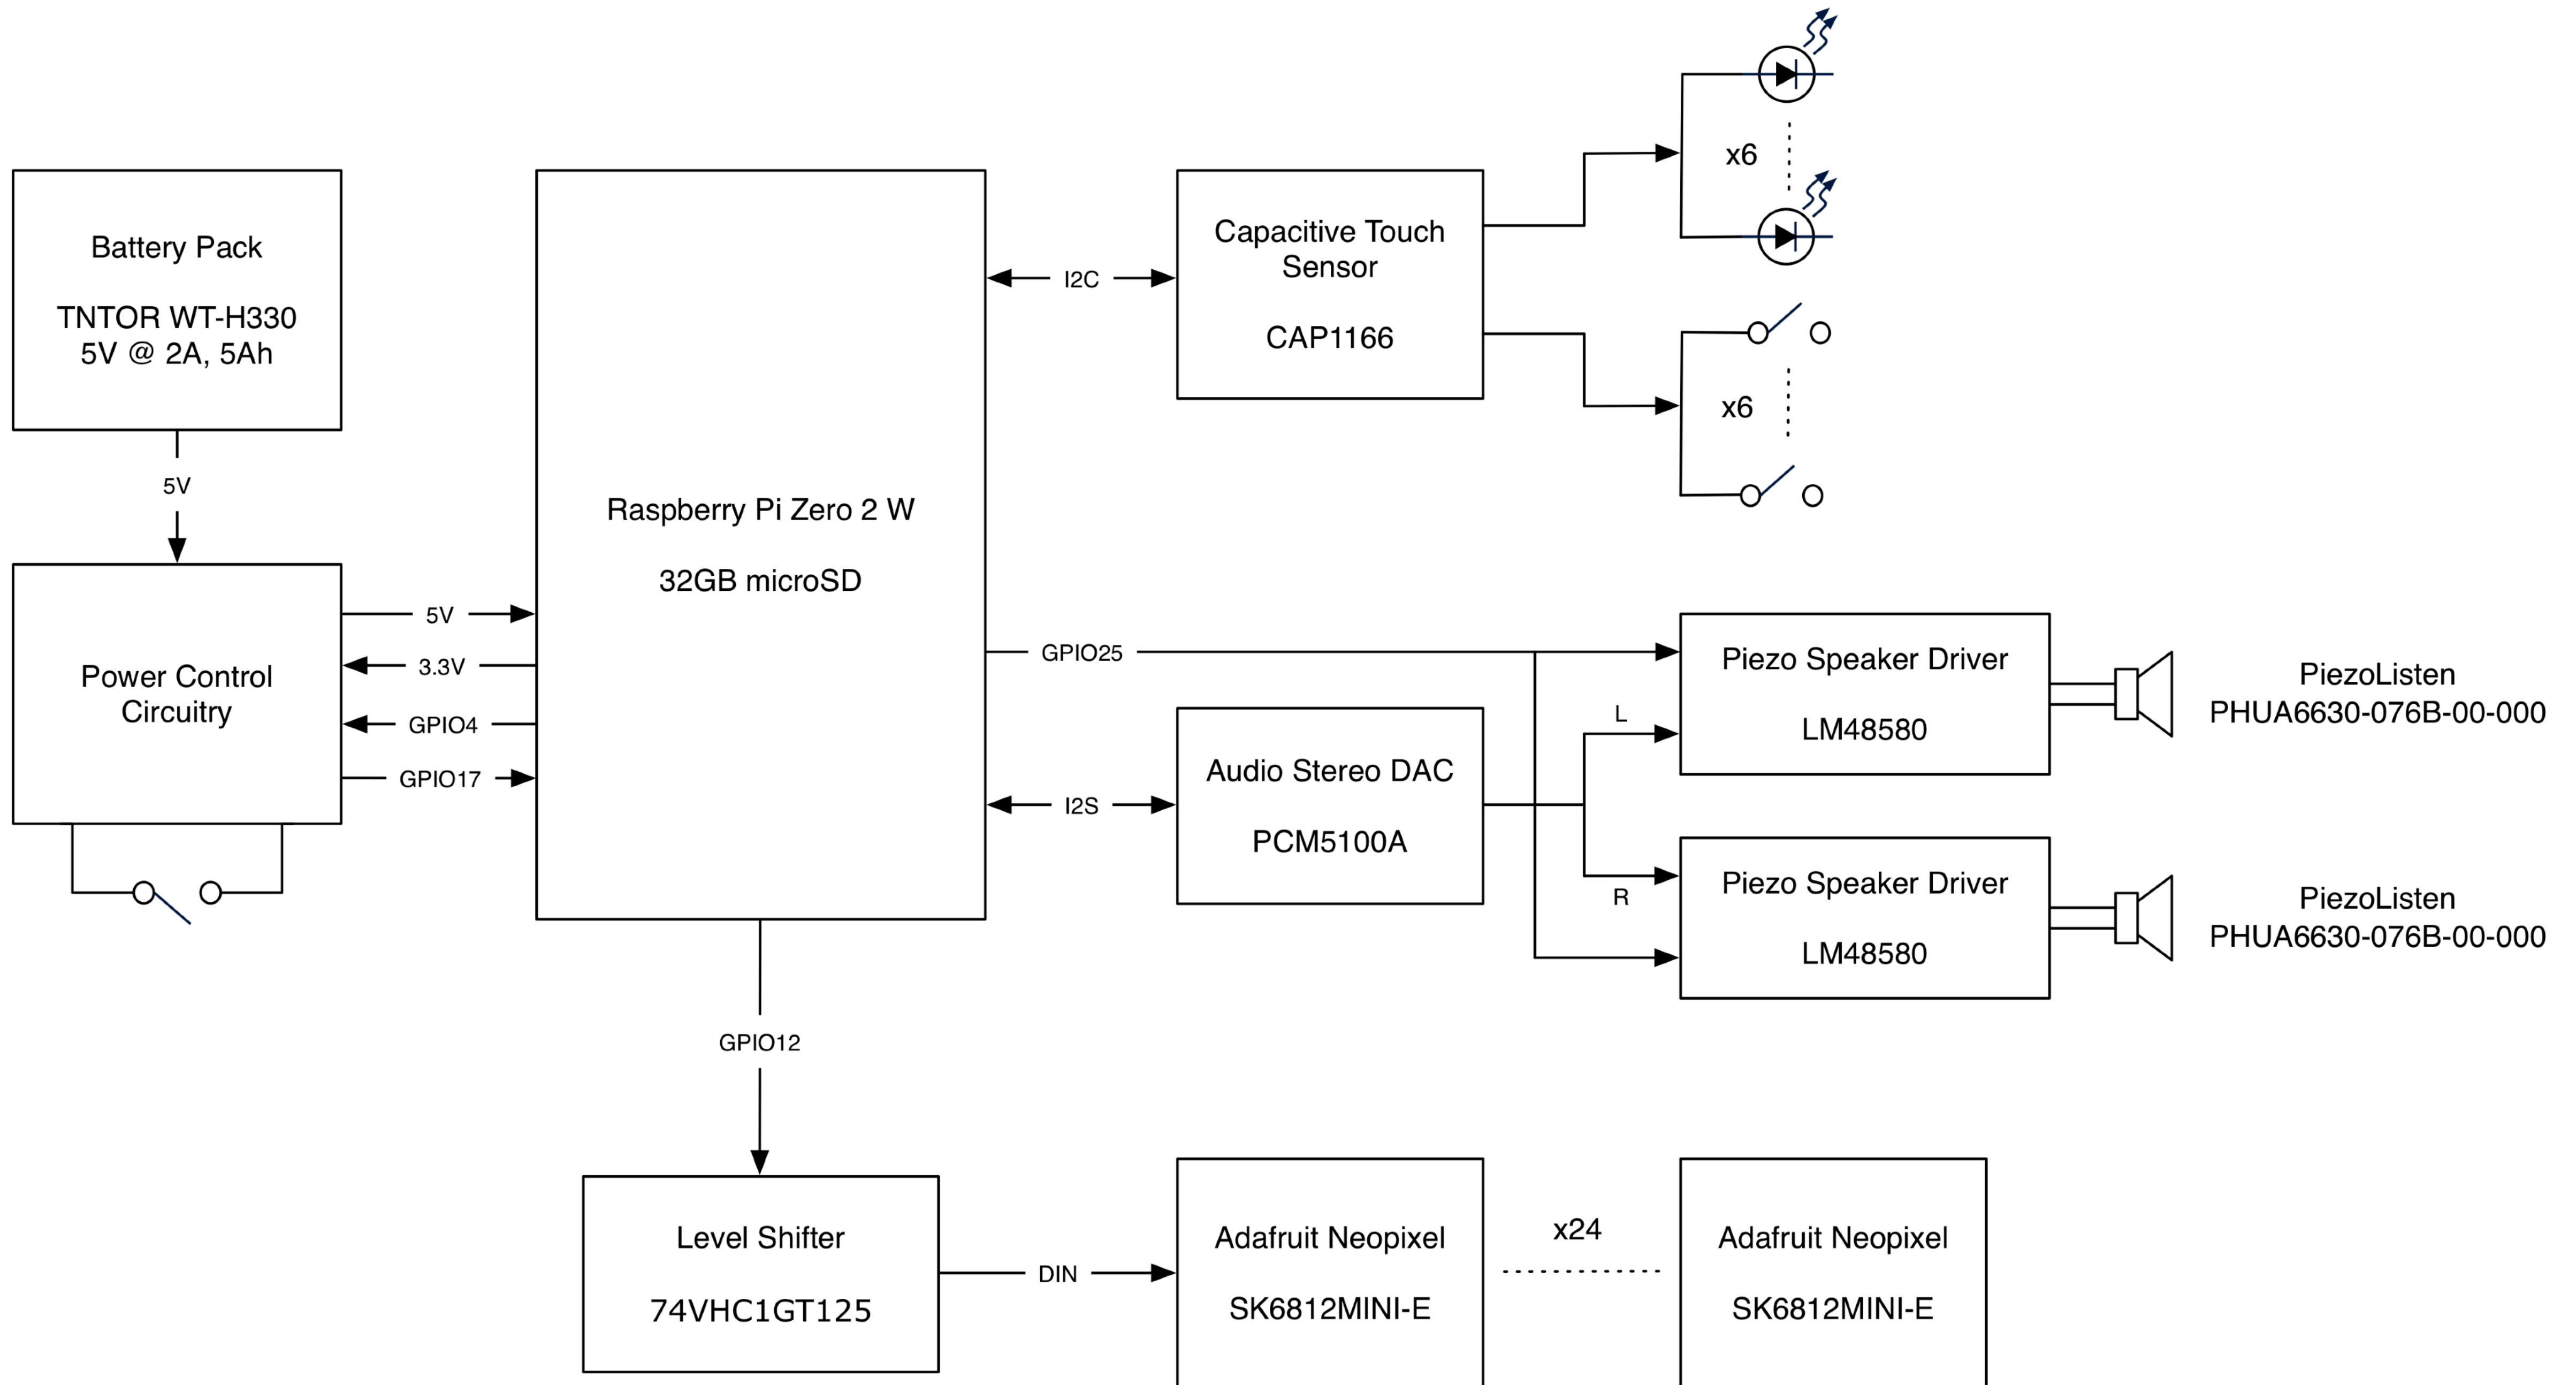 Battery Pack
TNTOR WT-H330
5V @ 2A, 5Ah
5V
Power Control
Circuitry
5V
3.3V
GPIO4
GPIO17
Raspberry Pi Zero 2 W
32GB microSD
I2C
Capacitive Touch
Sensor
CAP1166
x6
x6
GPIO25
I2S
Audio Stereo DAC
PCM5100A
L
R
Piezo Speaker Driver
LM48580
PiezoListen
PHUA6630-076B-00-000
Piezo Speaker Driver
LM48580
PiezoListen
PHUA6630-076B-00-000
GPIO12
Level Shifter
74VHC1GT125
DIN
Adafruit Neopixel
SK6812MINI-E
x24
Adafruit Neopixel
SK6812MINI-E